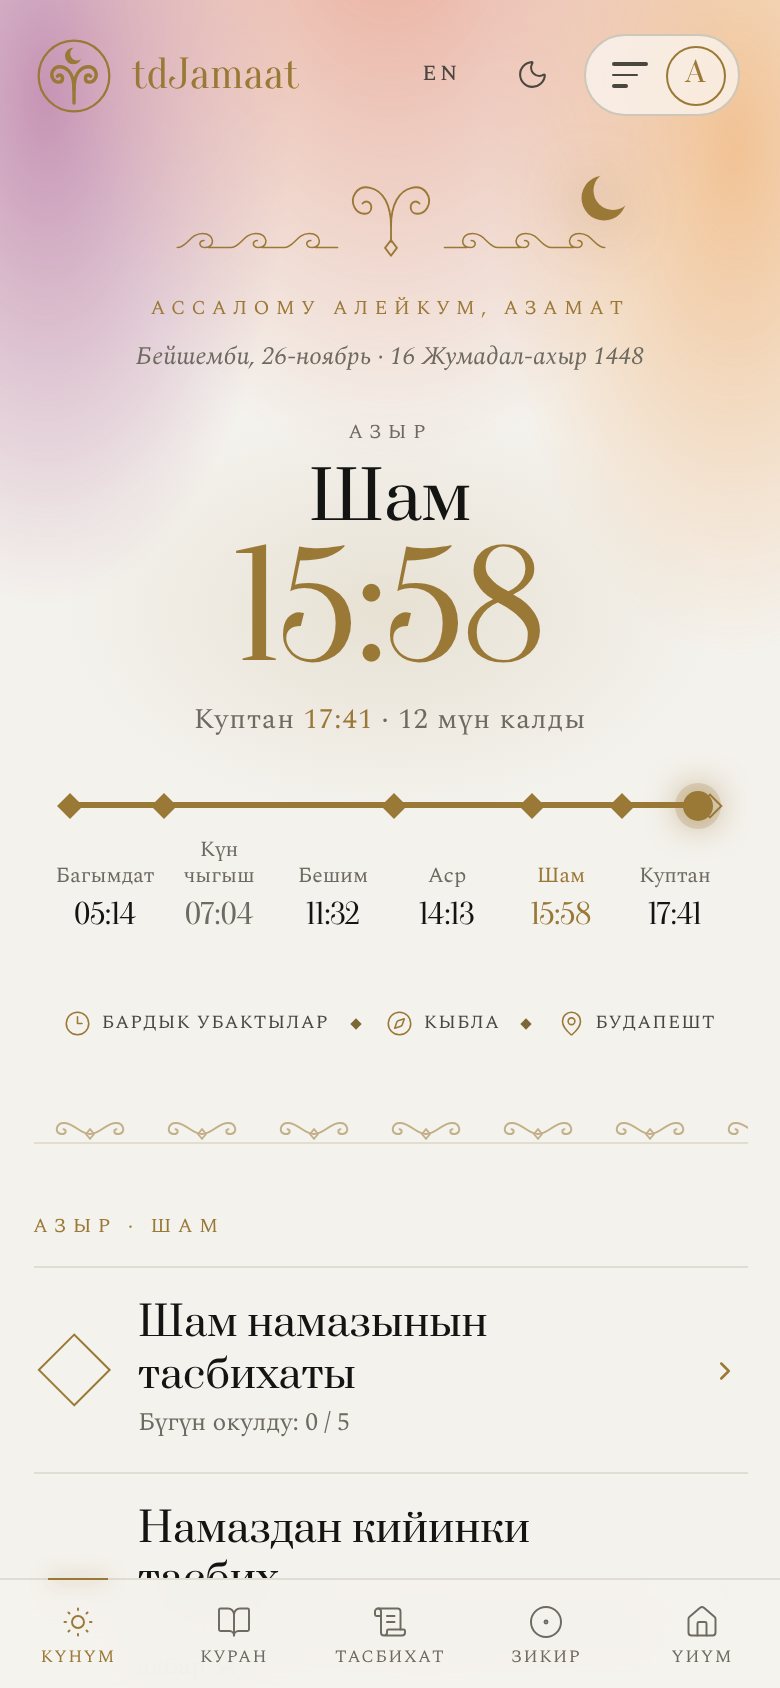 tdJamaat
EN
A
АССАЛОМУ АЛЕЙКУМ, АЗАМАТ
Бейшемби, 26-ноябрь · 16 Жумадал-ахыр 1448
АЗЫР
Шам
15:58
Куптан 17:41 · 12 мүн калды
Багымдат
05:14
Күн
чыгыш
07:04
Бешим
11:32
Аср
14:13
Шам
15:58
Куптан
17:41
БАРДЫК УБАКТЫЛАР ◆ КЫБЛА ◆ БУДАПЕШТ
АЗЫР · ШАМ
Шам намазынын
тасбихаты
Бүгүн окулду: 0 / 5
Намаздан кийинки
тасбих
КҮНҮМ
КУРАН
ТАСБИХАТ
ЗИКИР
ҮИҮМ